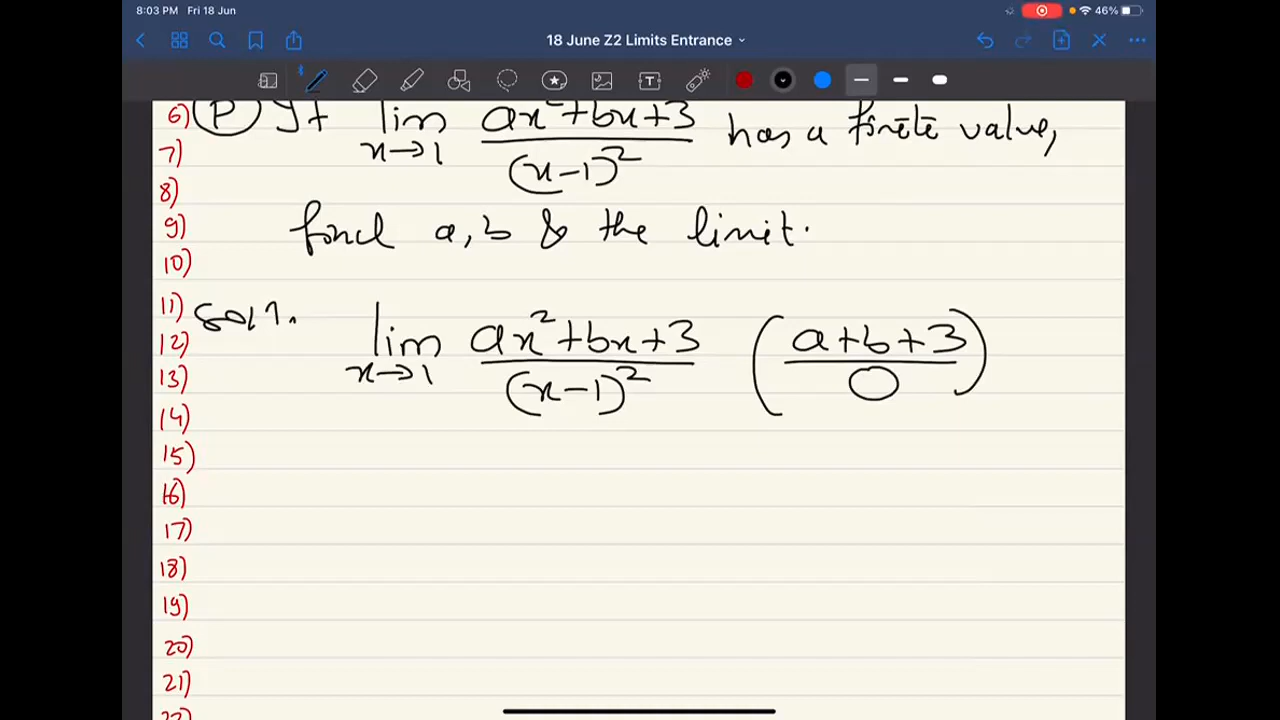 8:03 PM Fri 18 Jun 46%
18 June Z2 Limits Entrance
6) (P) If lim x→1 (ax²+bx+3)/(x-1)² has a finite value,
7)
8)
9) find a, b & the limit.
10)
11) Soln.
12) lim x→1 (ax²+bx+3)/(x-1)² ((a+b+3)/0)
13)
14)
15)
16)
17)
18)
19)
20)
21)